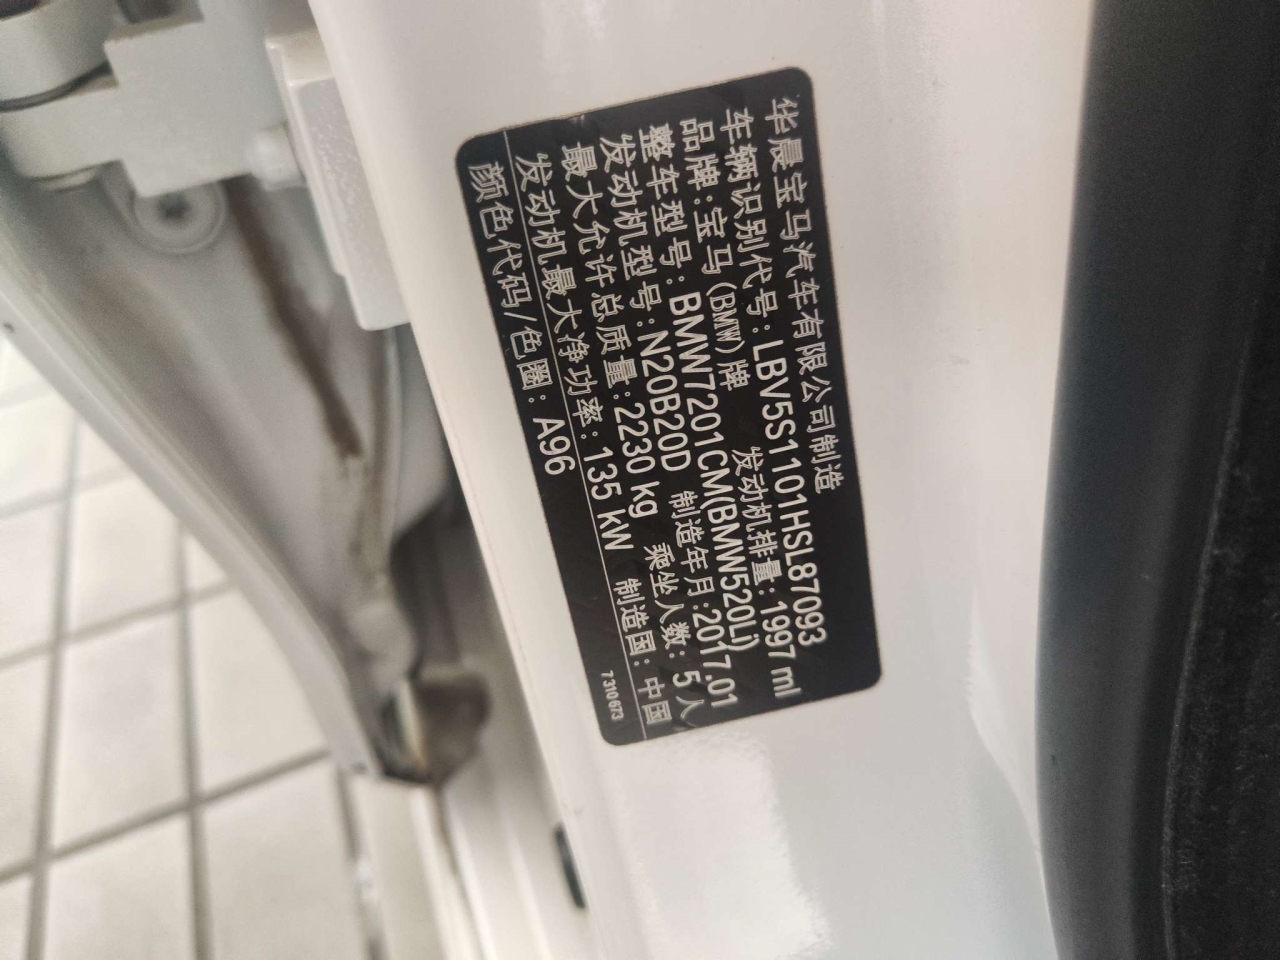 华晨宝马汽车有限公司制造
车辆识别代号:LBV5S1101HSL87093
品牌:宝马(BMW)牌 发动机排量:1997 ml
整车型号:BMW7201CM(BMW520Li)
发动机型号:N20B20D 制造年月:2017.01
最大允许总质量:2230 kg 乘坐人数:5人
发动机最大净功率:135 kW 制造国:中国
颜色代码/色圈:A96 7310673